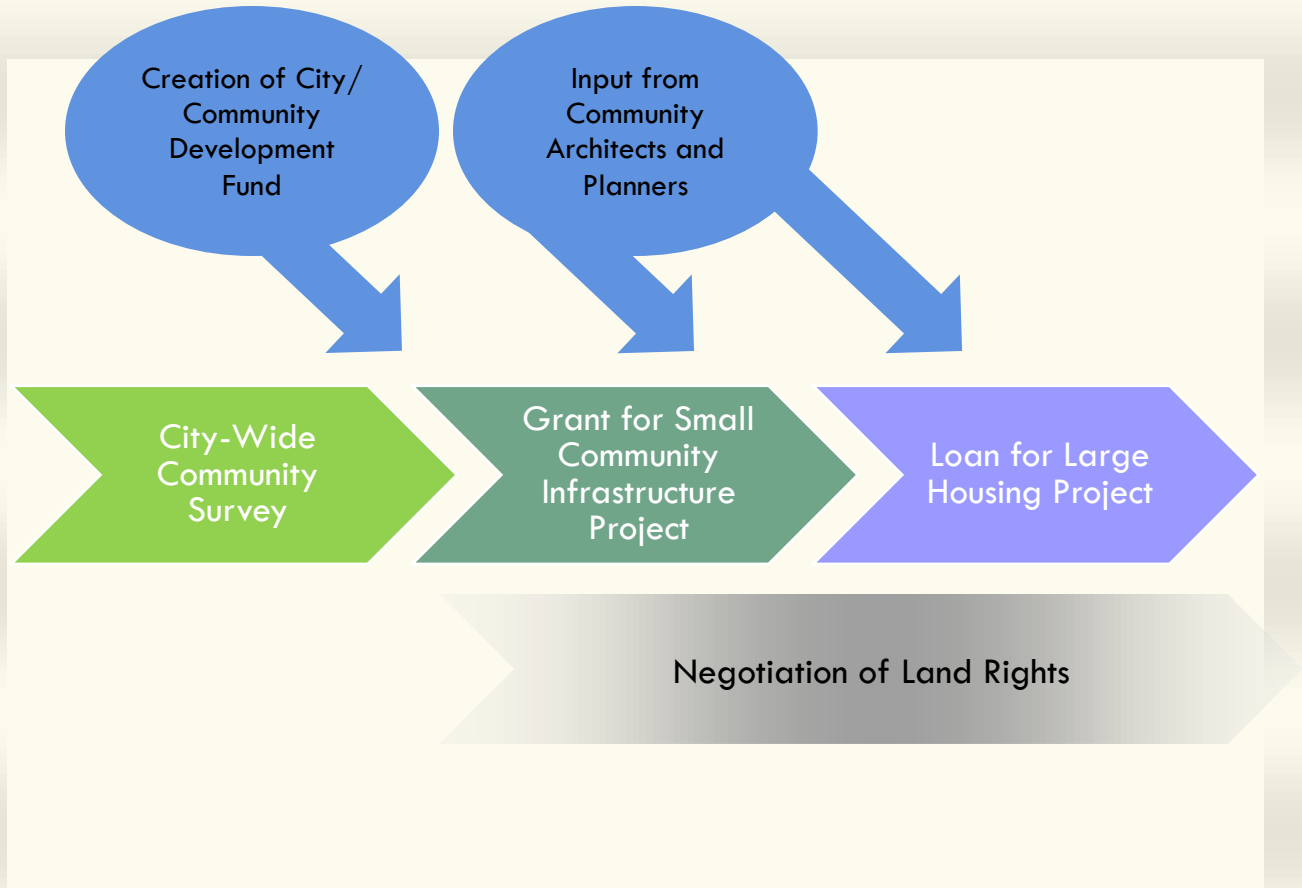 Creation of City/
Community
Development
Fund
Input from
Community
Architects and
Planners
City-Wide
Community
Survey
Grant for Small
Community
Infrastructure
Project
Loan for Large
Housing Project
Negotiation of Land Rights